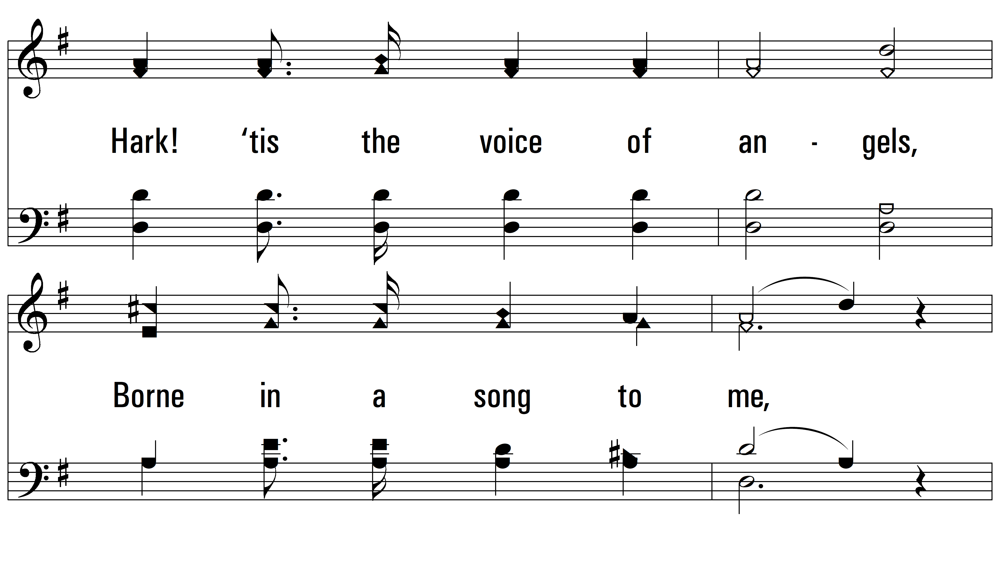 Hark! ‘tis the voice of an - gels,
Borne in a song to me,